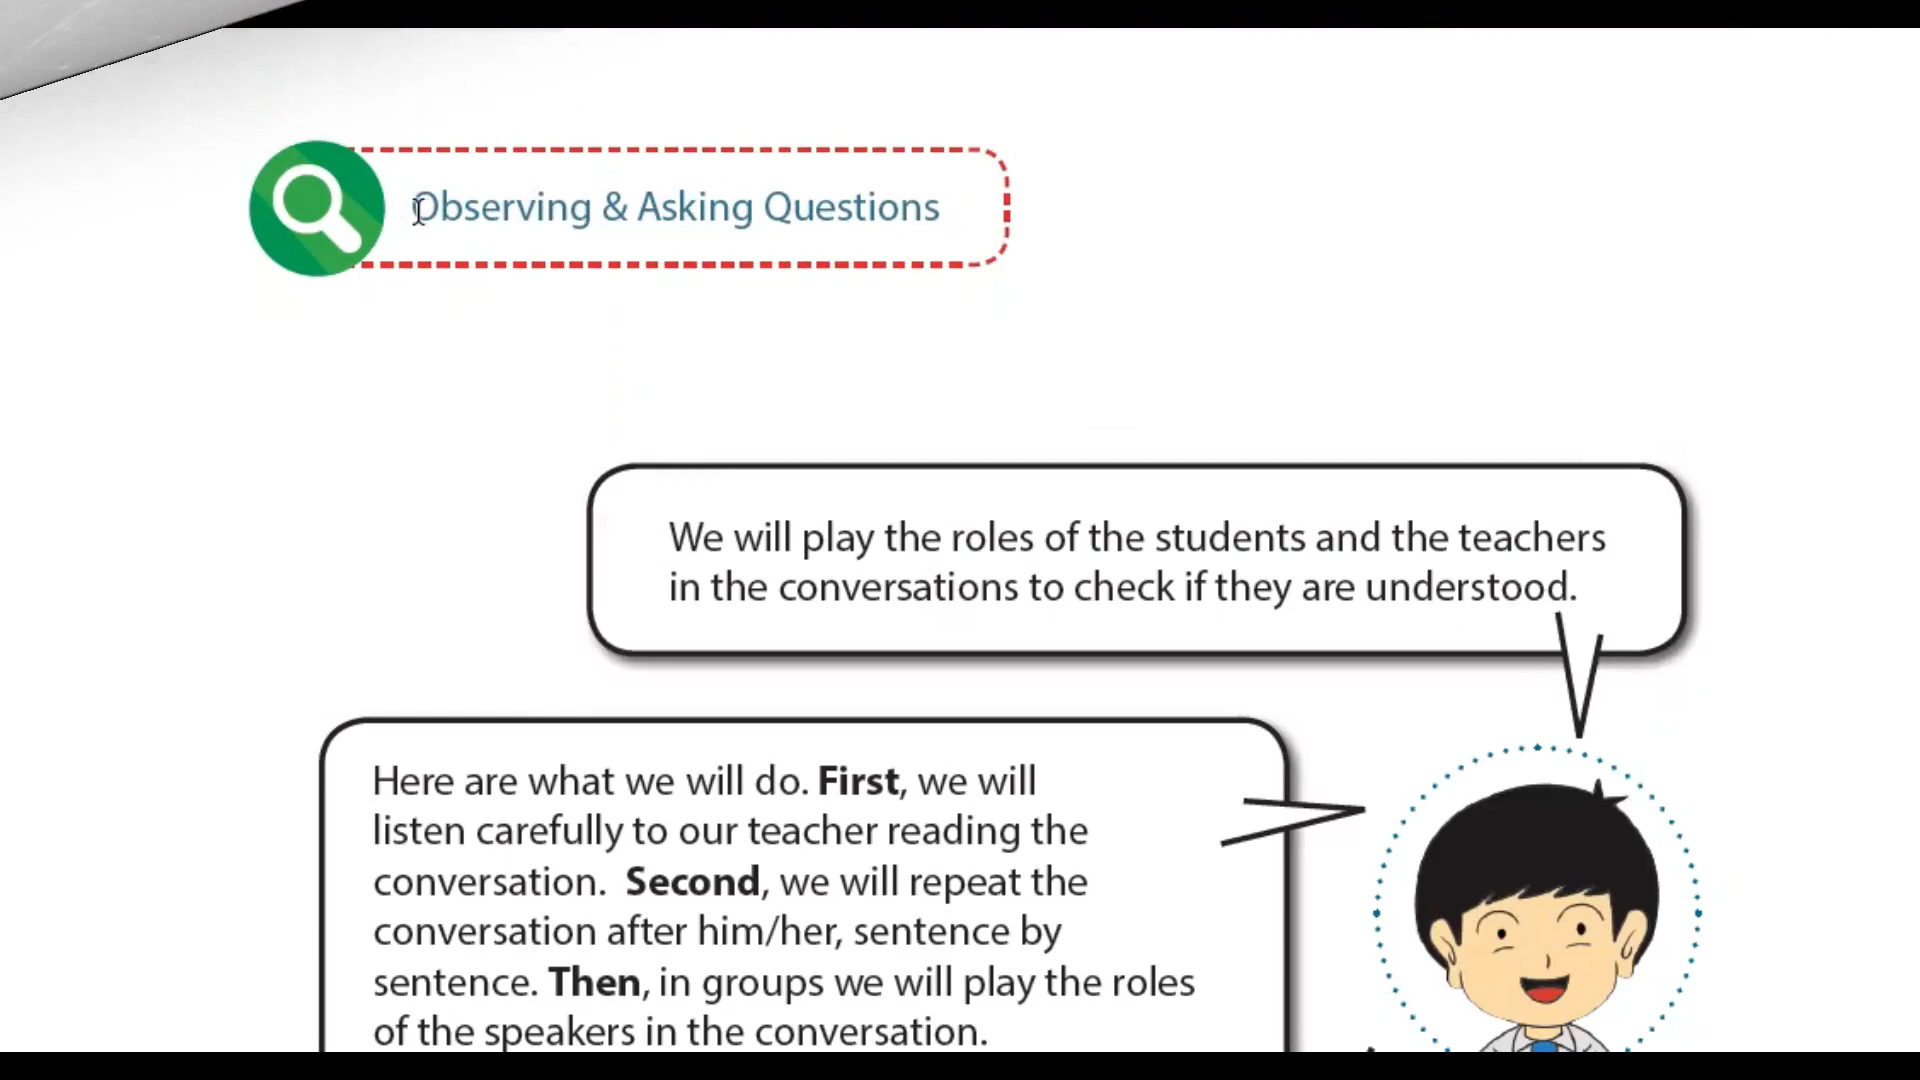 Observing & Asking Questions
We will play the roles of the students and the teachers
in the conversations to check if they are understood.
Here are what we will do. First, we will
listen carefully to our teacher reading the
conversation.  Second, we will repeat the
conversation after him/her, sentence by
sentence. Then, in groups we will play the roles
of the speakers in the conversation.